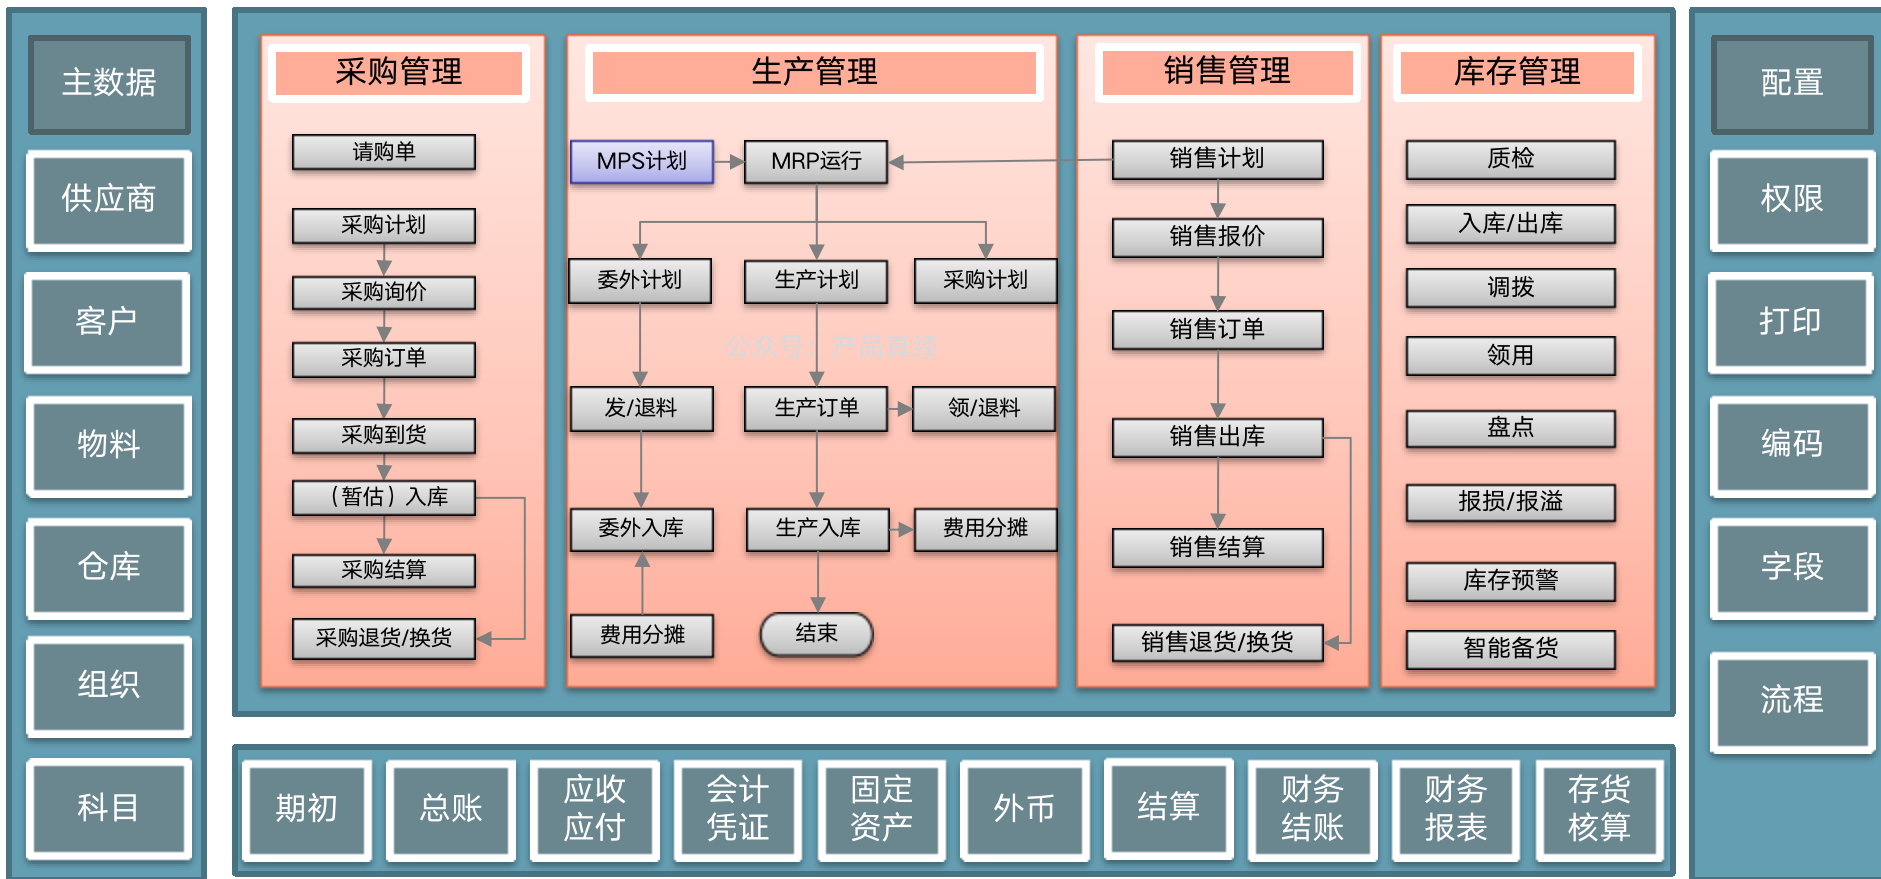 主数据
供应商
客户
物料
仓库
组织
科目
采购管理
请购单
采购计划
采购询价
采购订单
采购到货
（暂估）入库
采购结算
采购退货/换货
生产管理
MPS计划
MRP运行
委外计划
生产计划
采购计划
发/退料
生产订单
领/退料
委外入库
生产入库
费用分摊
费用分摊
结束
销售管理
销售计划
销售报价
销售订单
销售出库
销售结算
销售退货/换货
库存管理
质检
入库/出库
调拨
领用
盘点
报损/报溢
库存预警
智能备货
配置
权限
打印
编码
字段
流程
期初
总账
应收
应付
会计
凭证
固定
资产
外币
结算
财务
结账
财务
报表
存货
核算